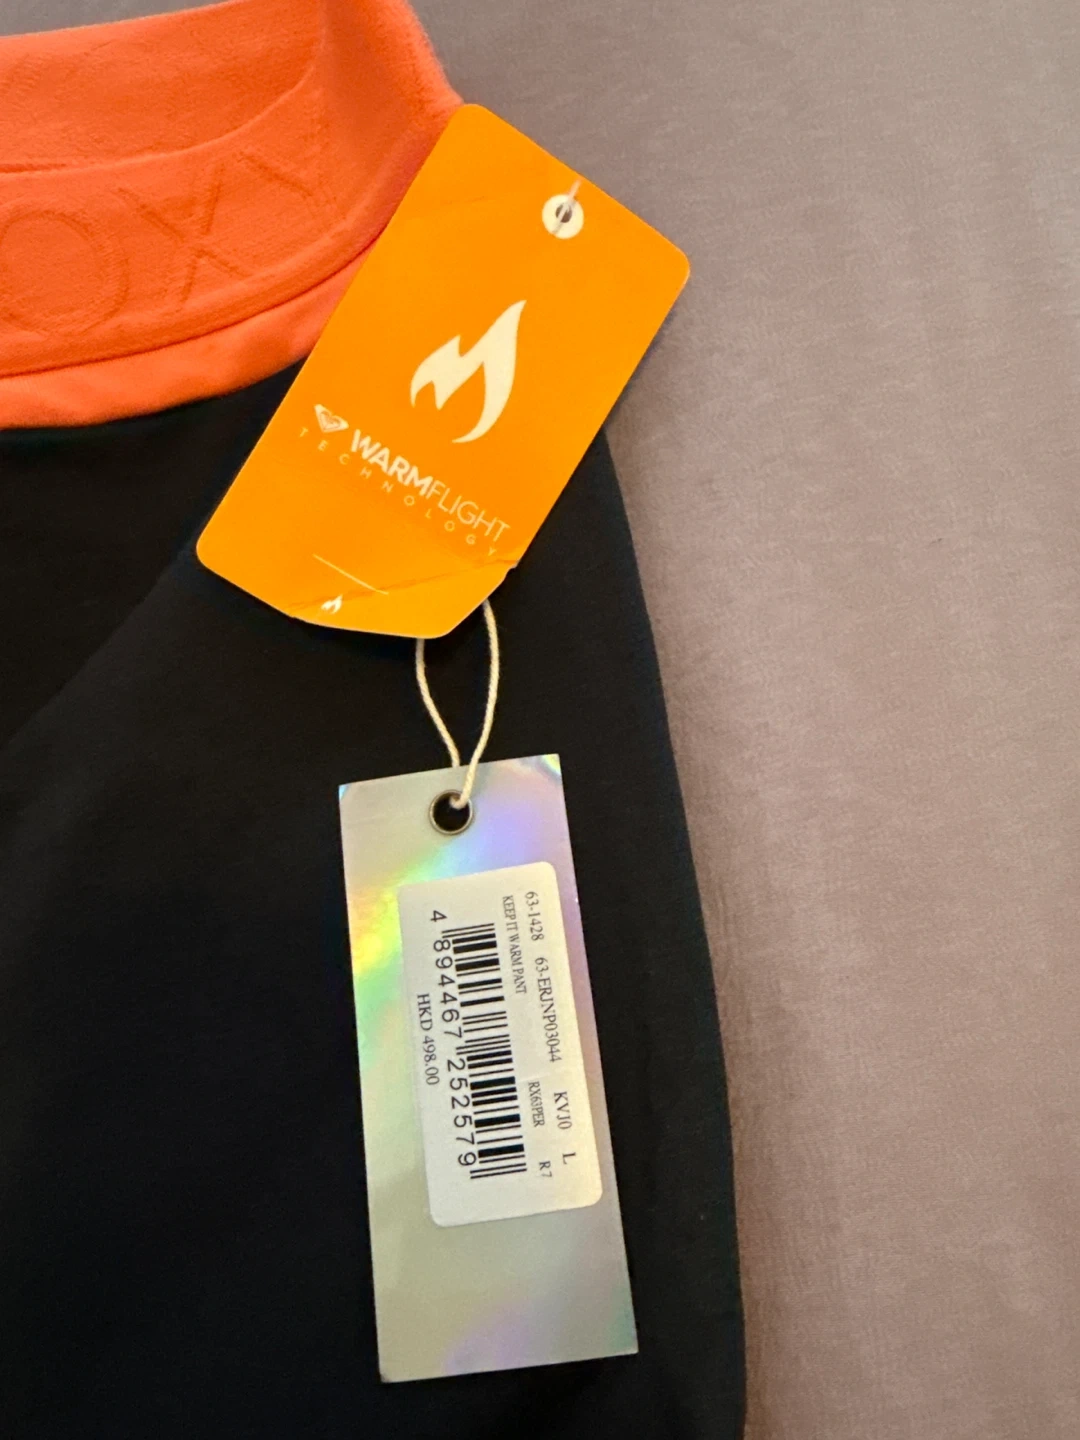 OXY
WARMFLIGHT
TECHNOLOGY
63-1428 63-ERJNP03044 KVJ0 L
KEEP IT WARM PANT RX63PER R7
4 894467 252579
HKD 498.00